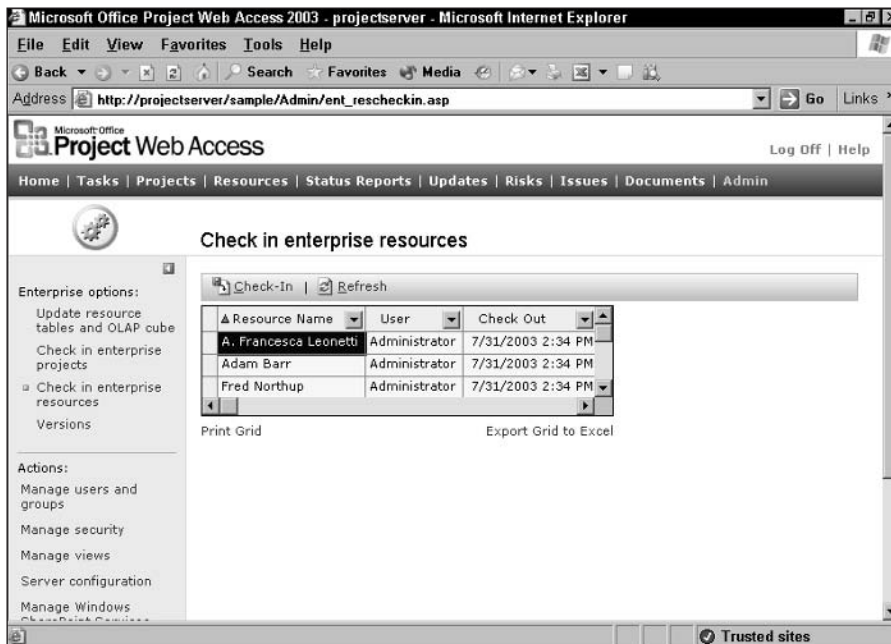 Microsoft Office Project Web Access 2003 - projectserver - Microsoft Internet Explorer
File Edit View Favorites Tools Help
Back Search Favorites Media
Address http://projectserver/sample/Admin/ent_rescheckin.asp Go Links
Microsoft Office
Project Web Access
Log Off | Help
Home | Tasks | Projects | Resources | Status Reports | Updates | Risks | Issues | Documents | Admin
Check in enterprise resources
Enterprise options:
Update resource
tables and OLAP cube
Check in enterprise
projects
Check in enterprise
resources
Versions
Actions:
Manage users and
groups
Manage security
Manage views
Server configuration
Manage Windows
SharePoint Services
Check-In | Refresh
Resource Name User Check Out
A. Francesca Leonetti Administrator 7/31/2003 2:34 PM
Adam Barr Administrator 7/31/2003 2:34 PM
Fred Northup Administrator 7/31/2003 2:34 PM
Print Grid Export Grid to Excel
Trusted sites